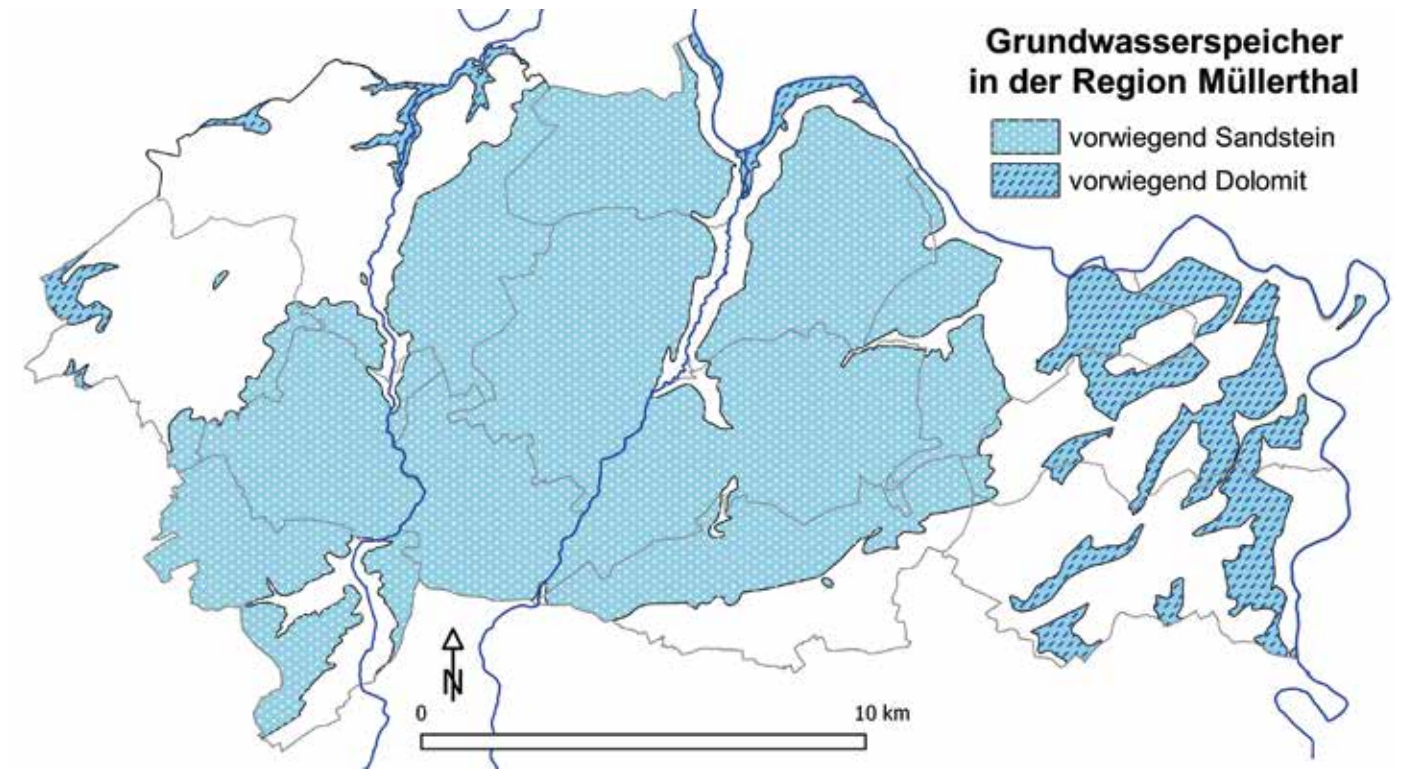 Grundwasserspeicher
in der Region Müllerthal
vorwiegend Sandstein
vorwiegend Dolomit
N
0 10 km